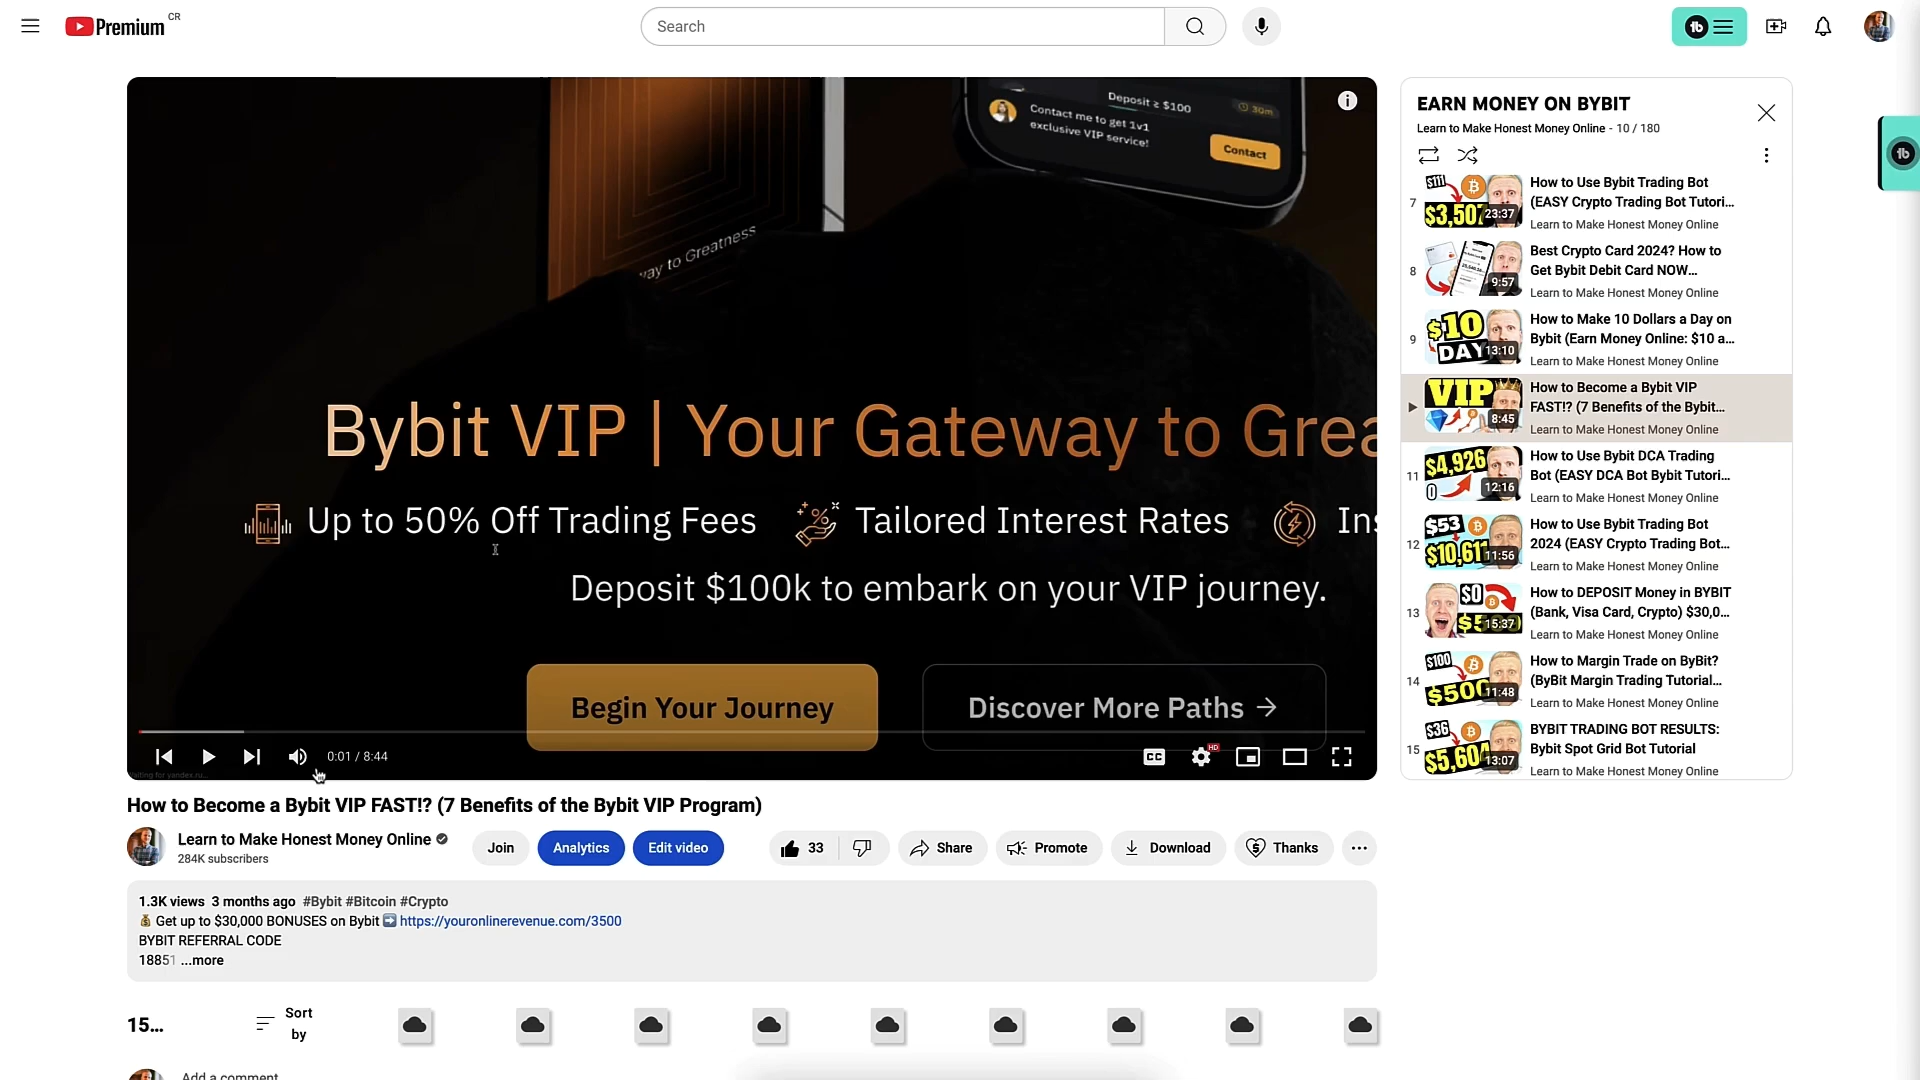 Premium CR
Search
Deposit ≥ $100
30m
Contact me to get 1v1
exclusive VIP service!
Contact
way to Greatness
Bybit VIP | Your Gateway to Grea
Up to 50% Off Trading Fees
Tailored Interest Rates
Ins
Deposit $100k to embark on your VIP journey.
Begin Your Journey
Discover More Paths →
0:01 / 8:44
CC
HD
How to Become a Bybit VIP FAST!? (7 Benefits of the Bybit VIP Program)
Learn to Make Honest Money Online
284K subscribers
Join
Analytics
Edit video
33
Share
Promote
Download
Thanks
1.3K views 3 months ago #Bybit #Bitcoin #Crypto
Get up to $30,000 BONUSES on Bybit https://youronlinerevenue.com/3500
BYBIT REFERRAL CODE
18851 ...more
15...
Sort
by
Add a comment
EARN MONEY ON BYBIT
Learn to Make Honest Money Online - 10 / 180
7
$111
$3,507
23:37
How to Use Bybit Trading Bot
(EASY Crypto Trading Bot Tutori...
Learn to Make Honest Money Online
8
9:57
Best Crypto Card 2024? How to
Get Bybit Debit Card NOW...
Learn to Make Honest Money Online
9
$10
DAY
13:10
How to Make 10 Dollars a Day on
Bybit (Earn Money Online: $10 a...
Learn to Make Honest Money Online
VIP
8:45
How to Become a Bybit VIP
FAST!? (7 Benefits of the Bybit...
Learn to Make Honest Money Online
11
$4,926
0
12:16
How to Use Bybit DCA Trading
Bot (EASY DCA Bot Bybit Tutori...
Learn to Make Honest Money Online
12
$53
$10,611
11:56
How to Use Bybit Trading Bot
2024 (EASY Crypto Trading Bot...
Learn to Make Honest Money Online
13
$0
15:37
How to DEPOSIT Money in BYBIT
(Bank, Visa Card, Crypto) $30,0...
Learn to Make Honest Money Online
14
$100
$500
11:48
How to Margin Trade on ByBit?
(ByBit Margin Trading Tutorial...
Learn to Make Honest Money Online
15
$36
$5,604
13:07
BYBIT TRADING BOT RESULTS:
Bybit Spot Grid Bot Tutorial
Learn to Make Honest Money Online